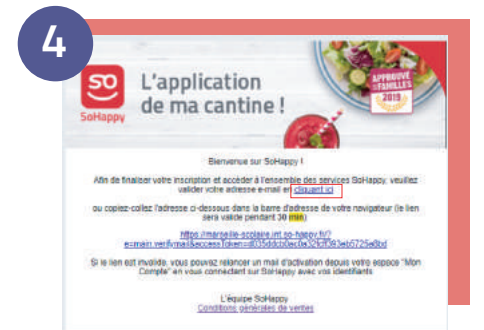 4
SO
SoHappy
L'application
de ma cantine !
APPROUVÉ
PAR LES
FAMILLES
2019
Bienvenue sur SoHappy !
Afin de finaliser votre inscription et accéder à l'ensemble des services SoHappy, veuillez
valider votre adresse e-mail en cliquant ici
ou copiez-collez l'adresse ci-dessous dans la barre d'adresse de votre navigateur (le lien
sera valide pendant 30 min)
Si le lien est invalide, vous pouvez relancer un mail d'activation depuis votre espace "Mon
Compte" en vous connectant sur SoHappy avec vos identifiants
L'équipe SoHappy
Conditions générales de ventes